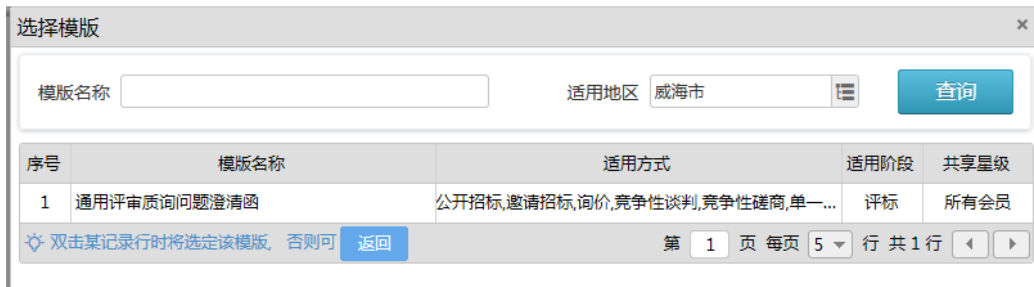 选择模版 ×
模版名称 适用地区 威海市 查询
序号 模版名称 适用方式 适用阶段 共享星级
1 通用评审质询问题澄清函 公开招标,邀请招标,询价,竞争性谈判,竞争性磋商,单一... 评标 所有会员
双击某记录行时将选定该模版, 否则可 返回 第 1 页 每页 5 行 共1行